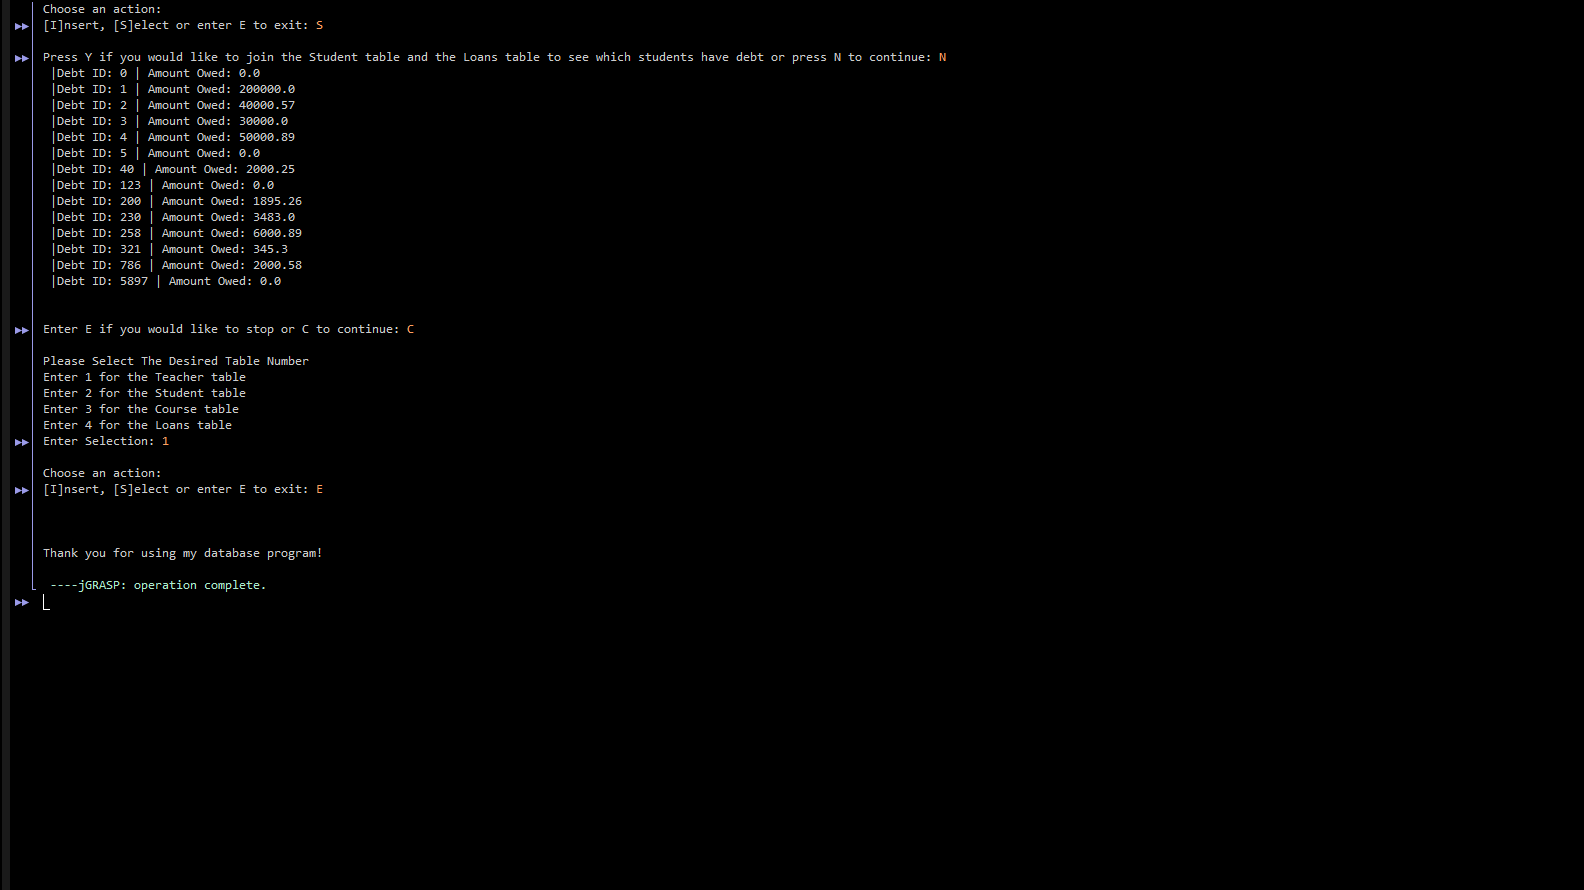 Choose an action:
[I]nsert, [S]elect or enter E to exit: S
Press Y if you would like to join the Student table and the Loans table to see which students have debt or press N to continue: N
|Debt ID: 0 | Amount Owed: 0.0
|Debt ID: 1 | Amount Owed: 200000.0
|Debt ID: 2 | Amount Owed: 40000.57
|Debt ID: 3 | Amount Owed: 30000.0
|Debt ID: 4 | Amount Owed: 50000.89
|Debt ID: 5 | Amount Owed: 0.0
|Debt ID: 40 | Amount Owed: 2000.25
|Debt ID: 123 | Amount Owed: 0.0
|Debt ID: 200 | Amount Owed: 1895.26
|Debt ID: 230 | Amount Owed: 3483.0
|Debt ID: 258 | Amount Owed: 6000.89
|Debt ID: 321 | Amount Owed: 345.3
|Debt ID: 786 | Amount Owed: 2000.58
|Debt ID: 5897 | Amount Owed: 0.0
Enter E if you would like to stop or C to continue: C
Please Select The Desired Table Number
Enter 1 for the Teacher table
Enter 2 for the Student table
Enter 3 for the Course table
Enter 4 for the Loans table
Enter Selection: 1
Choose an action:
[I]nsert, [S]elect or enter E to exit: E
Thank you for using my database program!
----jGRASP: operation complete.